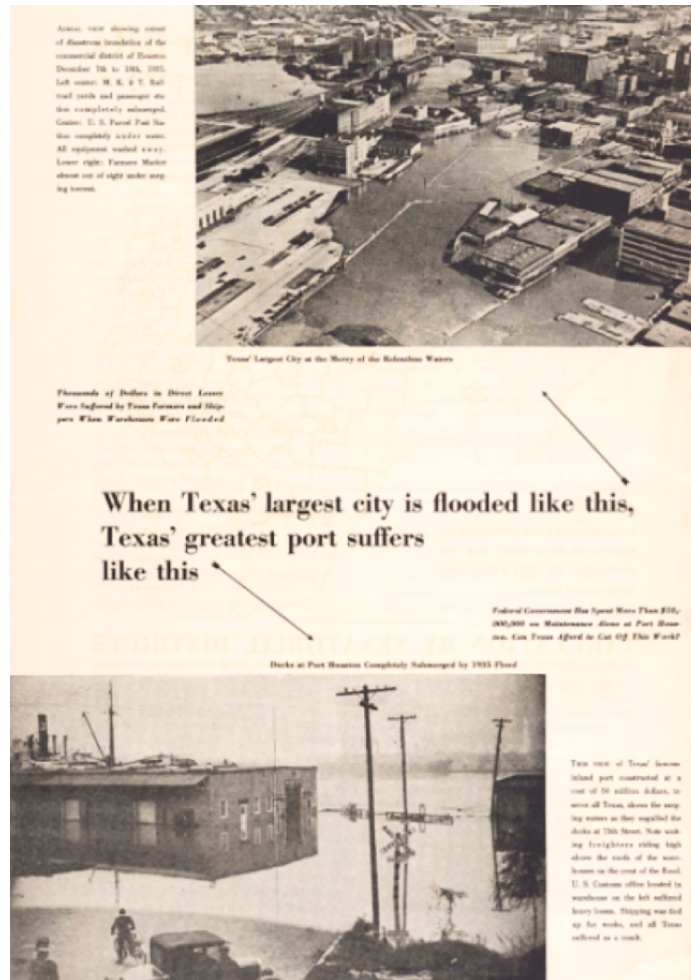 AERIAL view showing extent
of disastrous inundation of the
commercial district of Houston
December 7th to 10th, 1935.
Left center: M. K. & T. Rail-
road yards and passenger sta-
tion completely submerged.
Center: U. S. Parcel Post Sta-
tion completely under water.
All equipment washed away.
Lower right: Farmers Market
almost out of sight under surg-
ing torrent.
Texas' Largest City at the Mercy of the Relentless Waters
Thousands of Dollars in Direct Losses
Were Suffered by Texas Farmers and Ship-
pers When Warehouses Were Flooded
When Texas' largest city is flooded like this,
Texas' greatest port suffers
like this
Federal Government Has Spent More Than
000,000 on Maintenance Alone at Port Hous-
ton. Can Texas Afford to Cut Off This Work?
Docks at Port Houston Completely Submerged by 1935 Flood
THIS VIEW of Texas' famous
inland port constructed at a
cost of million dollars, to
serve all Texas, shows the surg-
ing waters as they engulfed the
docks at 75th Street. Note wait-
ing freighters riding high
above the roofs of the ware-
houses on the crest of the flood.
U. S. Customs office located in
warehouse on the left suffered
heavy losses. Shipping was tied
up for weeks, and all Texas
suffered as a result.